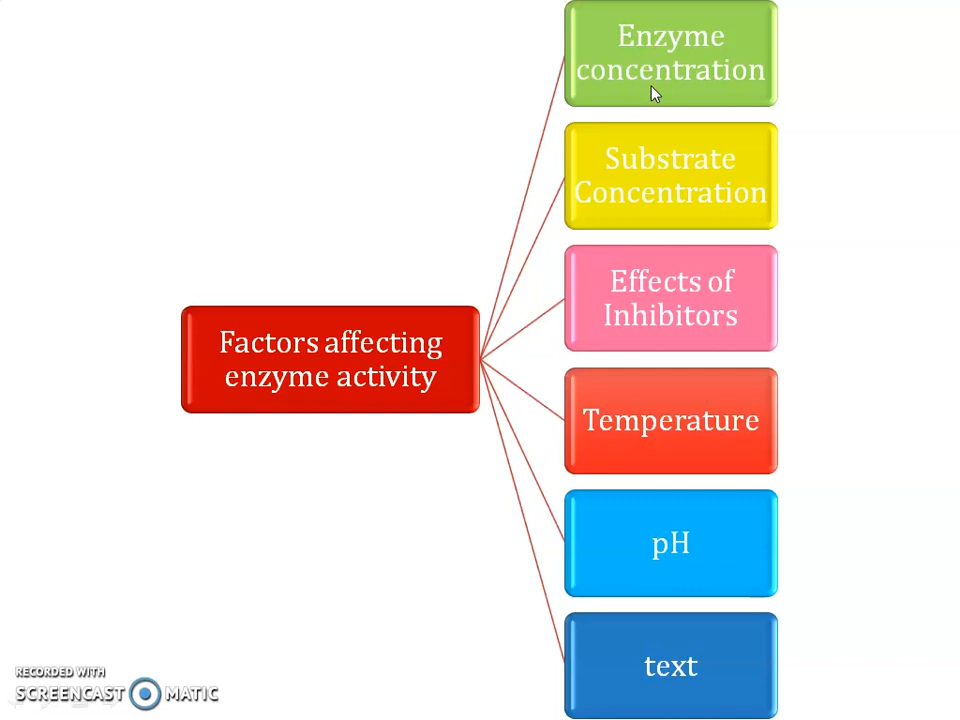 Enzyme
concentration
Substrate
Concentration
Effects of
Inhibitors
Factors affecting
enzyme activity
Temperature
pH
text
RECORDED WITH
SCREENCAST MATIC